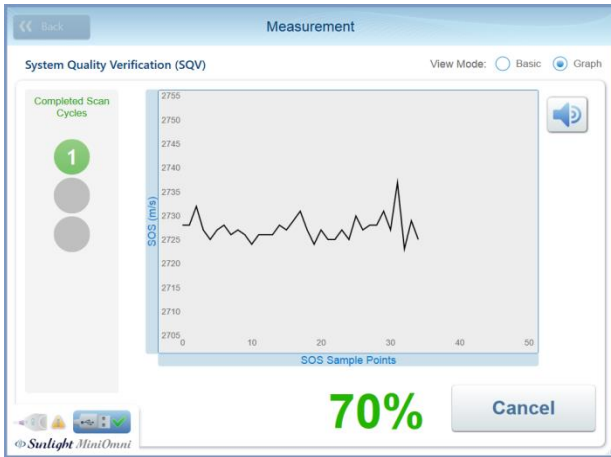 Back
Measurement
System Quality Verification (SQV)
View Mode: Basic Graph
Completed Scan
Cycles
1
SOS (m/s)
2755
2750
2745
2740
2735
2730
2725
2720
2715
2710
2705
0 10 20 30 40 50
SOS Sample Points
70%
Cancel
Sunlight MiniOmni